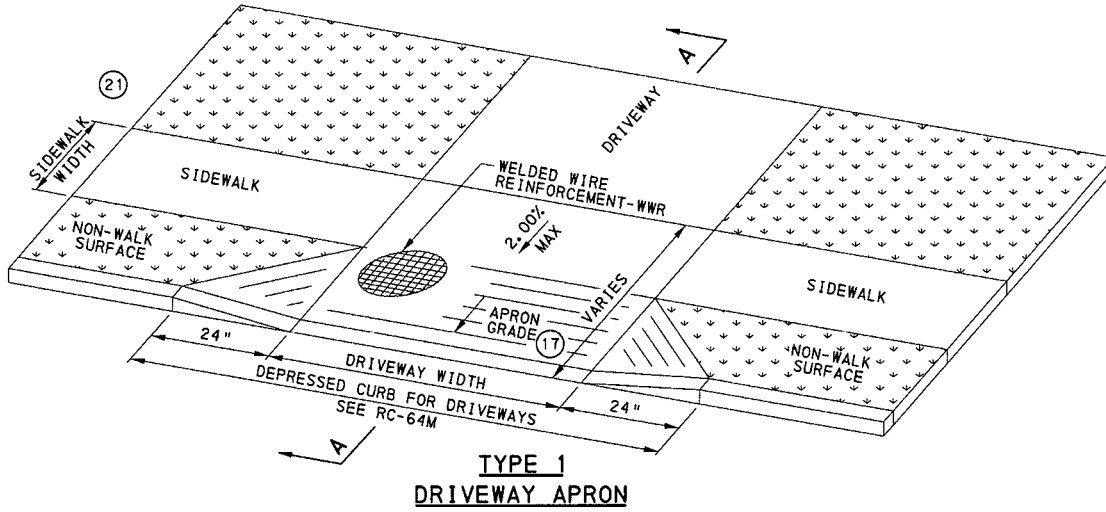 A
21
SIDEWALK
WIDTH
DRIVEWAY
SIDEWALK
WELDED WIRE
REINFORCEMENT-WWR
2.00%
MAX
NON-WALK
SURFACE
VARIES
SIDEWALK
APRON
GRADE
17
NON-WALK
SURFACE
24"
DRIVEWAY WIDTH
24"
DEPRESSED CURB FOR DRIVEWAYS
SEE RC-64M
A
TYPE 1
DRIVEWAY APRON